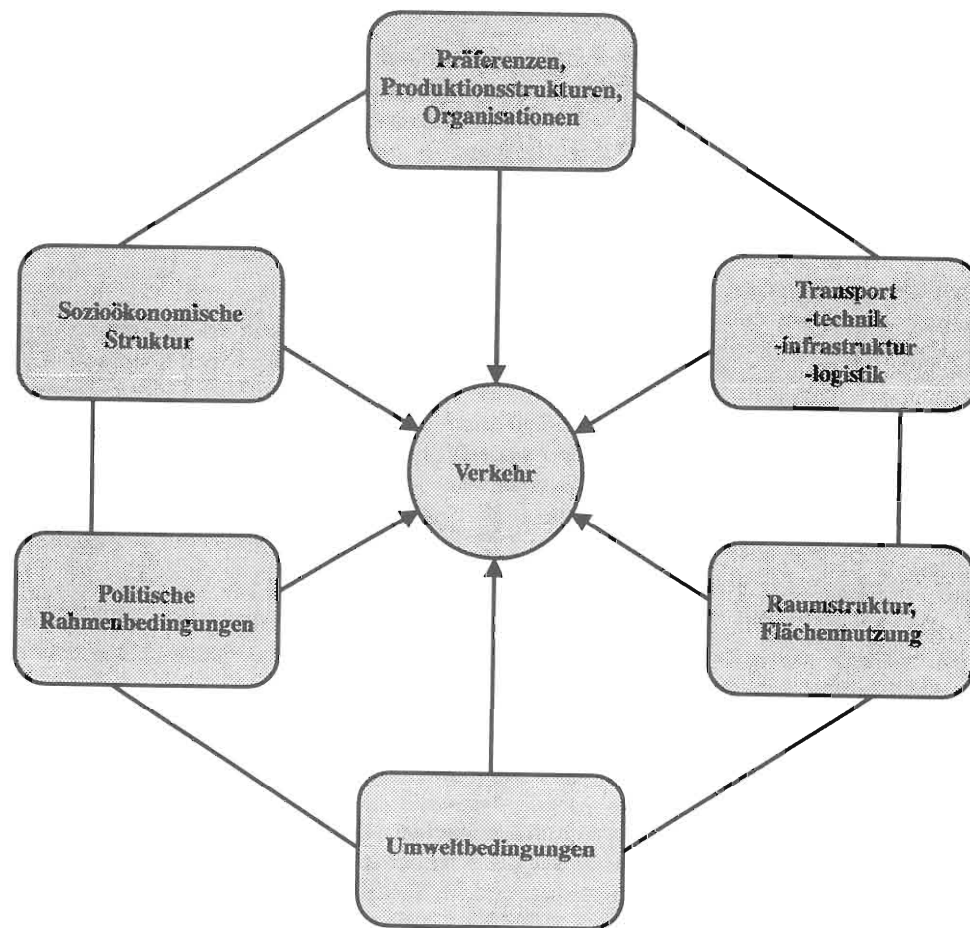 Präferenzen,
Produktionsstrukturen,
Organisationen
Sozioökonomische
Struktur
Transport
-technik
-infrastruktur
-logistik
Verkehr
Politische
Rahmenbedingungen
Raumstruktur,
Flächennutzung
Umweltbedingungen